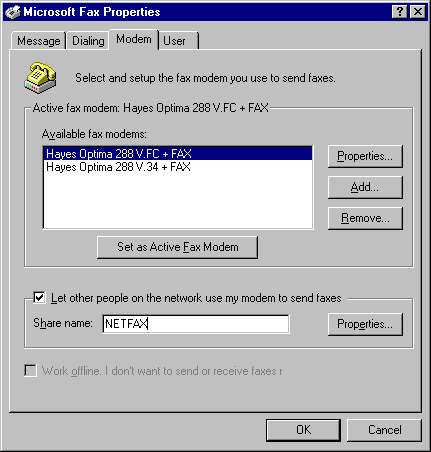 Microsoft Fax Properties
Message Dialing Modem User
Select and setup the fax modem you use to send faxes.
Active fax modem: Hayes Optima 288 V.FC + FAX
Available fax modems:
Hayes Optima 288 V.FC + FAX
Hayes Optima 288 V.34 + FAX
Properties...
Add...
Remove...
Set as Active Fax Modem
Let other people on the network use my modem to send faxes
Share name: NETFAX Properties...
Work offline. I don't want to send or receive faxes r
OK Cancel